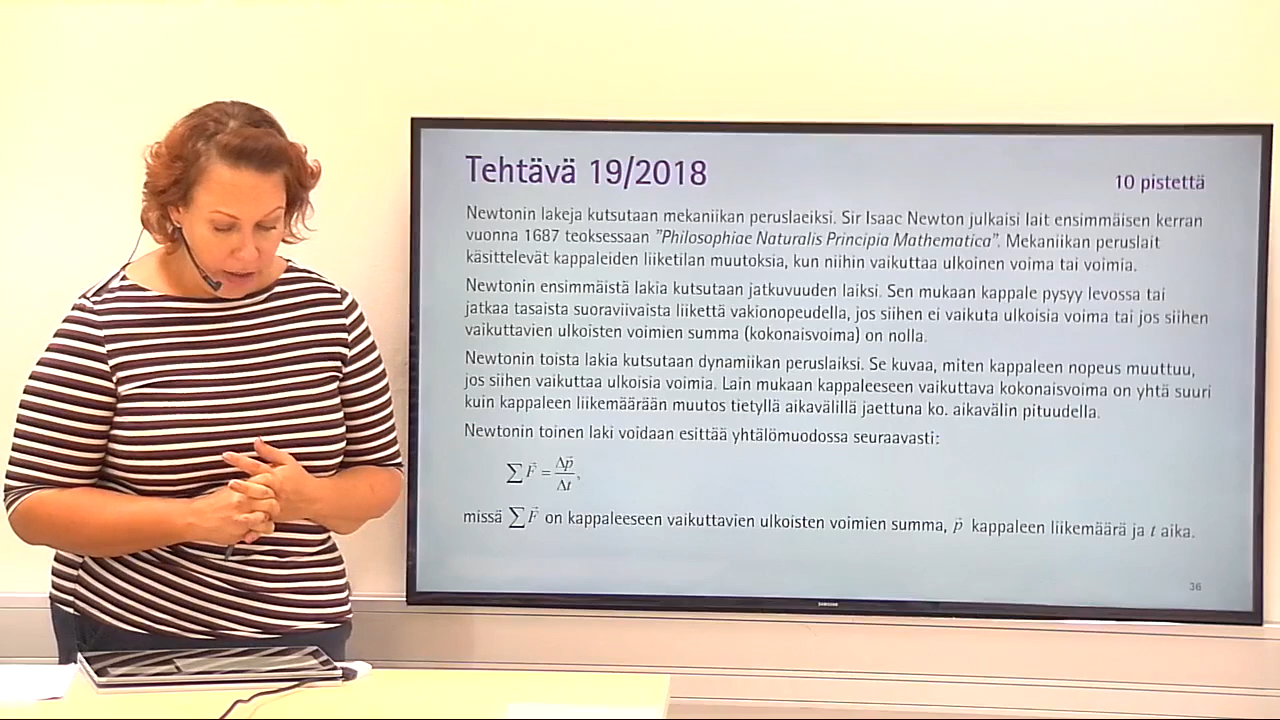 Tehtävä 19/2018
10 pistettä
Newtonin lakeja kutsutaan mekaniikan peruslaeiksi. Sir Isaac Newton julkaisi lait ensimmäisen kerran
vuonna 1687 teoksessaan ”Philosophiae Naturalis Principia Mathematica”. Mekaniikan peruslait
käsittelevät kappaleiden liiketilan muutoksia, kun niihin vaikuttaa ulkoinen voima tai voimia.
Newtonin ensimmäistä lakia kutsutaan jatkuvuuden laiksi. Sen mukaan kappale pysyy levossa tai
jatkaa tasaista suoraviivaista liikettä vakionopeudella, jos siihen ei vaikuta ulkoisia voima tai jos siihen
vaikuttavien ulkoisten voimien summa (kokonaisvoima) on nolla.
Newtonin toista lakia kutsutaan dynamiikan peruslaiksi. Se kuvaa, miten kappaleen nopeus muuttuu,
jos siihen vaikuttaa ulkoisia voimia. Lain mukaan kappaleeseen vaikuttava kokonaisvoima on yhtä suuri
kuin kappaleen liikemäärään muutos tietyllä aikavälillä jaettuna ko. aikavälin pituudella.
Newtonin toinen laki voidaan esittää yhtälömuodossa seuraavasti:
∑F⃗ = Δp⃗/Δt,
missä ∑F⃗ on kappaleeseen vaikuttavien ulkoisten voimien summa, p⃗ kappaleen liikemäärä ja t aika.
36
SAMSUNG